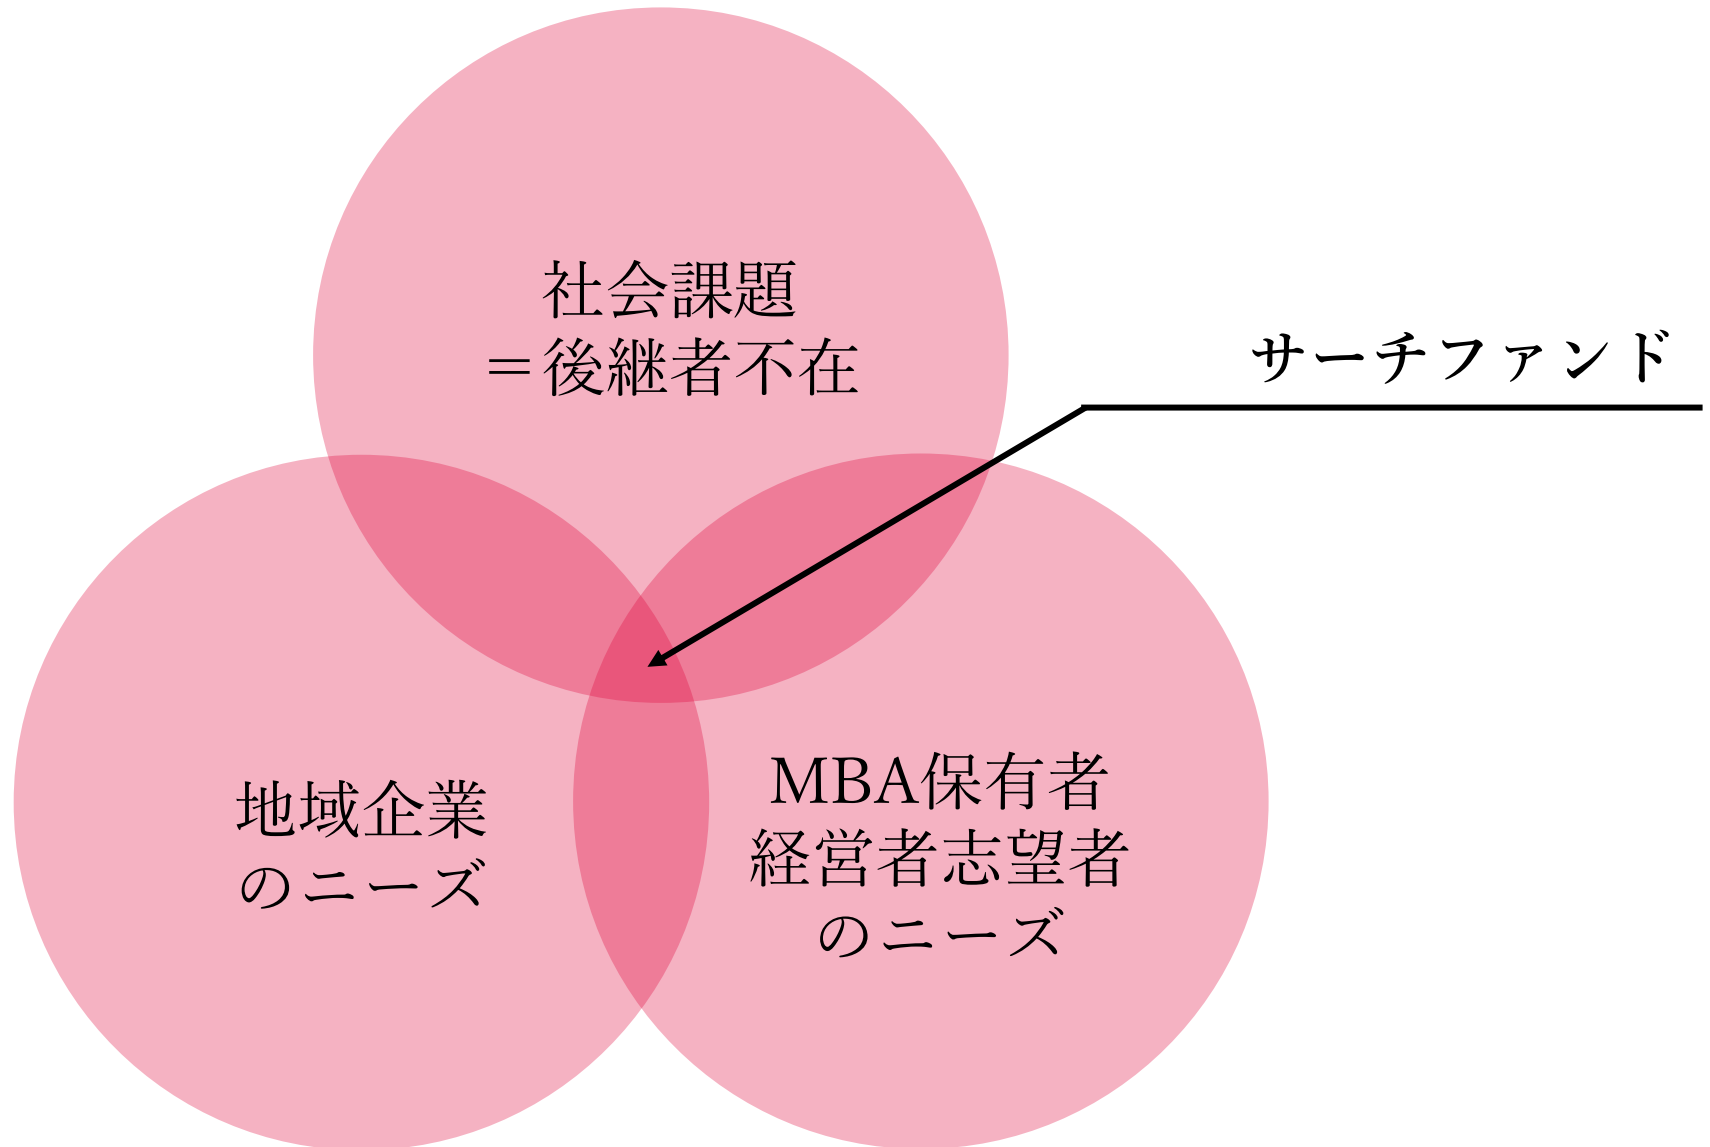 社会課題
＝後継者不在
サーチファンド
地域企業
のニーズ
MBA保有者
経営者志望者
のニーズ